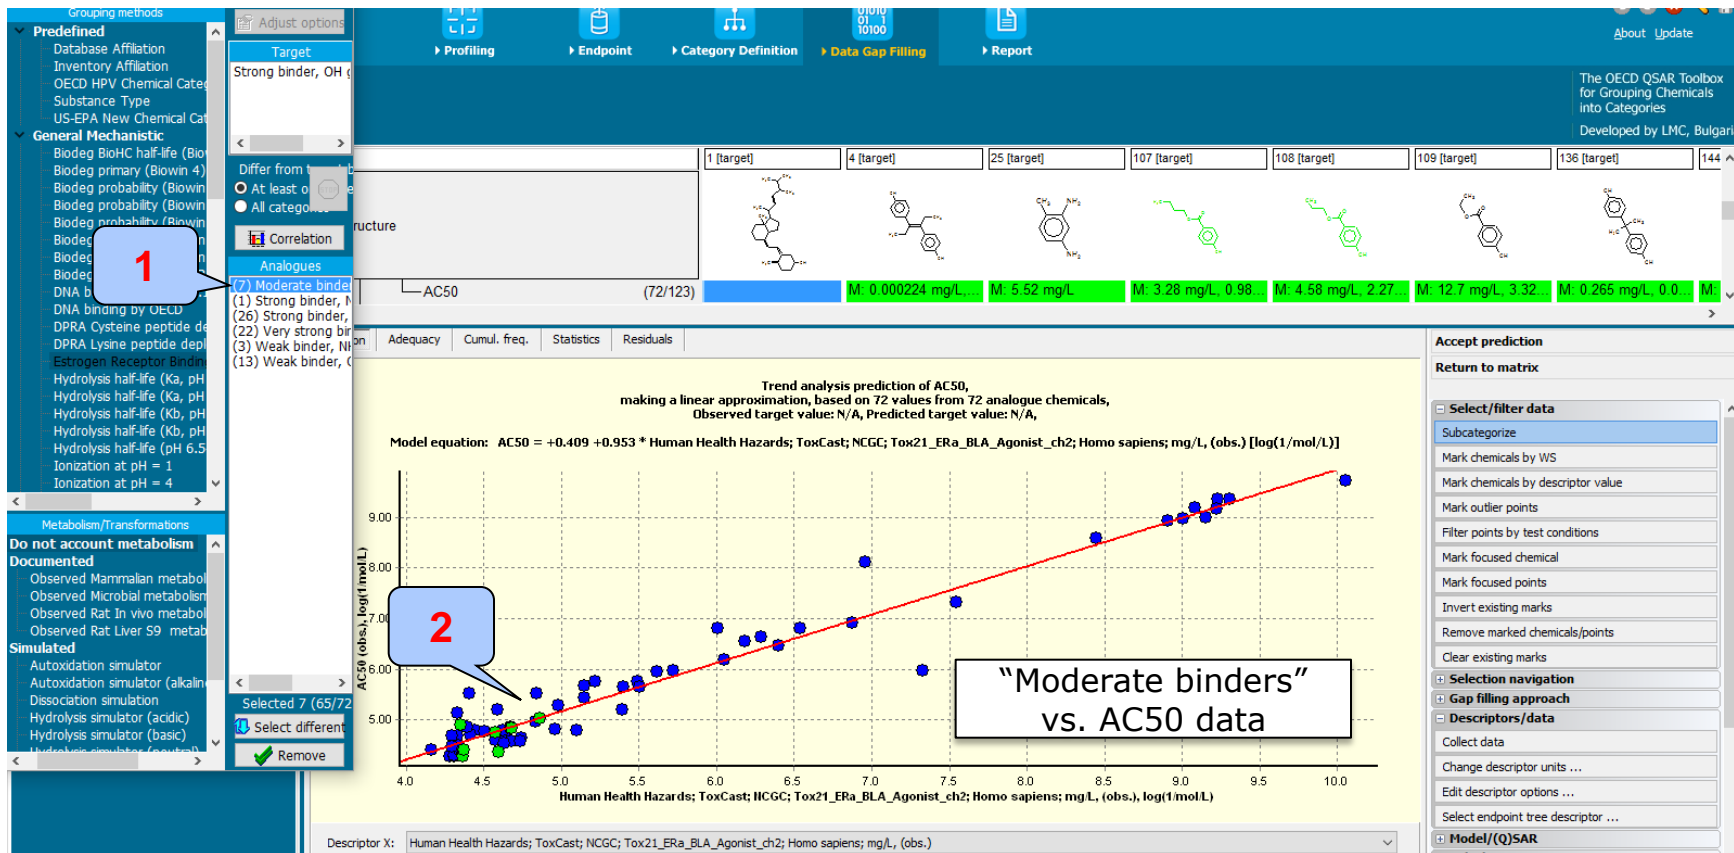 Grouping methods
Predefined
Database Affiliation
Inventory Affiliation
OECD HPV Chemical Categ
Substance Type
US-EPA New Chemical Cat
General Mechanistic
Biodeg BioHC half-life (Biow
Biodeg primary (Biowin 4)
Biodeg probability (Biowin
Biodeg probability (Biowin
Biodeg probability (Biowin
Biodeg
Biodeg
Biodeg
DNA b
DNA binding by OECD
DPRA Cysteine peptide de
DPRA Lysine peptide depl
Estrogen Receptor Bindin
Hydrolysis half-life (Ka, pH
Hydrolysis half-life (Ka, pH
Hydrolysis half-life (Kb, pH
Hydrolysis half-life (Kb, pH
Hydrolysis half-life (pH 6.5
Ionization at pH = 1
Ionization at pH = 4
Metabolism/Transformations
Do not account metabolism
Documented
Observed Mammalian metabol
Observed Microbial metabolism
Observed Rat In vivo metabol
Observed Rat Liver S9 metab
Simulated
Autoxidation simulator
Autoxidation simulator (alkalin
Dissociation simulation
Hydrolysis simulator (acidic)
Hydrolysis simulator (basic)
Hydrolysis simulator (neutral)
Adjust options
Target
Strong binder, OH g
Differ from
At least o
All categori
Correlation
Analogues
(7) Moderate binde
(1) Strong binder, N
(26) Strong binder,
(22) Very strong bin
(3) Weak binder, NH
(13) Weak binder, (
Selected 7 (65/72
Select different
Remove
1
2
Profiling
Endpoint
Category Definition
01010
01 1
10100
Data Gap Filling
Report
About Update
The OECD QSAR Toolbox
for Grouping Chemicals
into Categories
Developed by LMC, Bulgari
1 [target] 4 [target] 25 [target] 107 [target] 108 [target] 109 [target] 136 [target] 144
ructure
AC50 (72/123)
M: 0.000224 mg/L,... M: 5.52 mg/L M: 3.28 mg/L, 0.98... M: 4.58 mg/L, 2.27... M: 12.7 mg/L, 3.32... M: 0.265 mg/L, 0.0... M:
on Adequacy Cumul. freq. Statistics Residuals
Trend analysis prediction of AC50,
making a linear approximation, based on 72 values from 72 analogue chemicals,
Observed target value: N/A, Predicted target value: N/A,
Model equation: AC50 = +0.409 +0.953 * Human Health Hazards; ToxCast; NCGC; Tox21_ERa_BLA_Agonist_ch2; Homo sapiens; mg/L, (obs.) [log(1/mol/L)]
AC50 (obs.), log(1/mol/L)
9.00
8.00
7.00
6.00
5.00
4.0 4.5 5.0 5.5 6.0 6.5 7.0 7.5 8.0 8.5 9.0 9.5 10.0
Human Health Hazards; ToxCast; NCGC; Tox21_ERa_BLA_Agonist_ch2; Homo sapiens; mg/L, (obs.), log(1/mol/L)
“Moderate binders”
vs. AC50 data
Descriptor X: Human Health Hazards; ToxCast; NCGC; Tox21_ERa_BLA_Agonist_ch2; Homo sapiens; mg/L, (obs.)
Accept prediction
Return to matrix
Select/filter data
Subcategorize
Mark chemicals by WS
Mark chemicals by descriptor value
Mark outlier points
Filter points by test conditions
Mark focused chemical
Mark focused points
Invert existing marks
Remove marked chemicals/points
Clear existing marks
Selection navigation
Gap filling approach
Descriptors/data
Collect data
Change descriptor units ...
Edit descriptor options ...
Select endpoint tree descriptor ...
Model/(Q)SAR